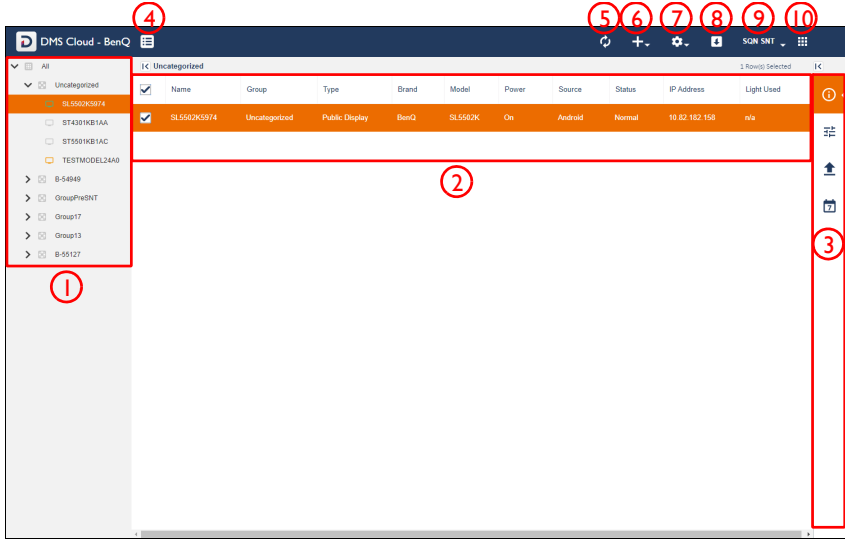 4 5 6 7 8 9 10
D DMS Cloud - BenQ SQN SNT
All
Uncategorized 1 Row(s) Selected
Uncategorized
SL5502K5974
ST4301KB1AA
ST5501KB1AC
TESTMODEL24A0
B-54949
GroupPreSNT
Group17
Group13
B-55127
1
Name Group Type Brand Model Power Source Status IP Address Light Used
SL5502K5974 Uncategorized Public Display BenQ SL5502K On Android Normal 10.82.182.158 n/a
2
7
3